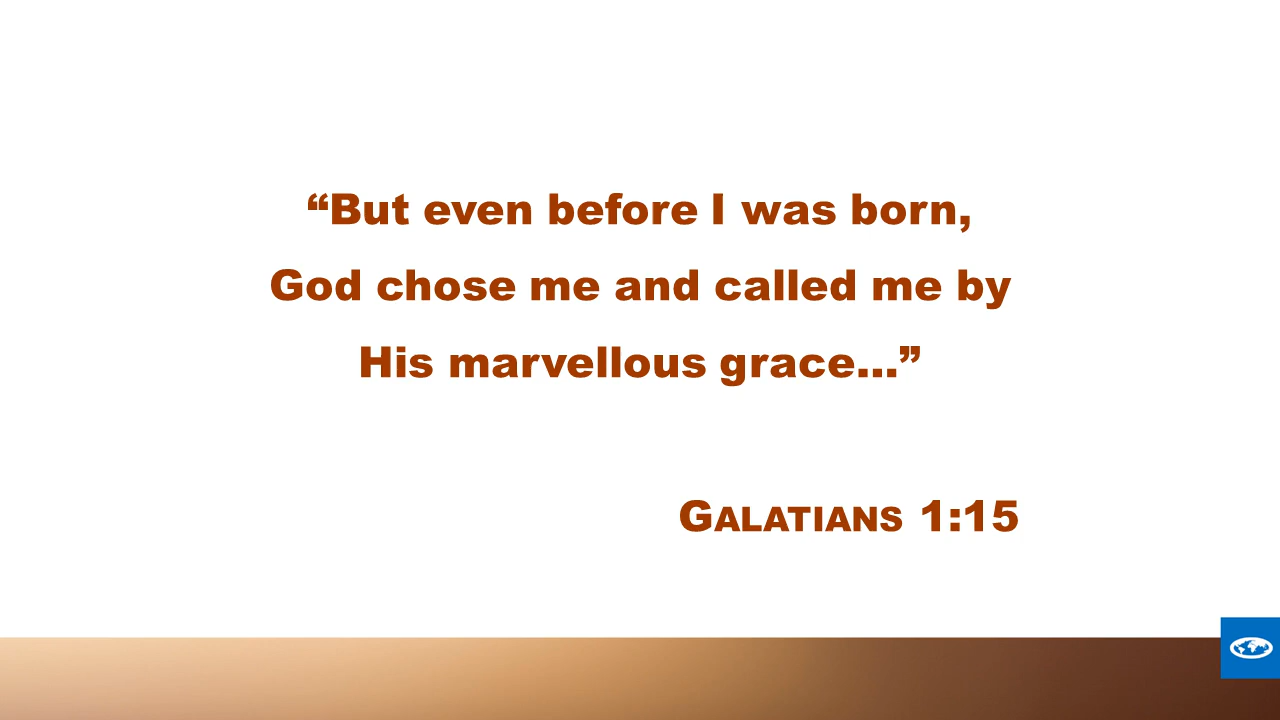 “But even before I was born,
God chose me and called me by
His marvellous grace...”
GALATIANS 1:15